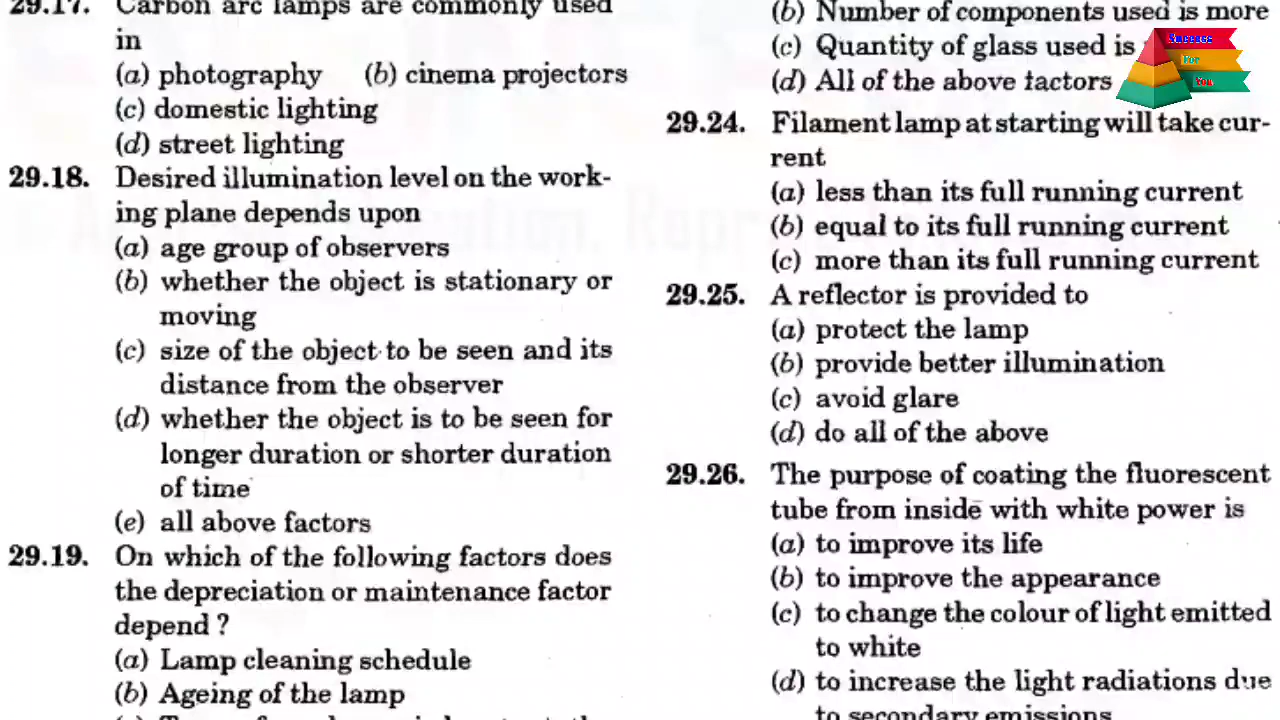 29.17. Carbon arc lamps are commonly used
in
(a) photography (b) cinema projectors
(c) domestic lighting
(d) street lighting
29.18. Desired illumination level on the work-
ing plane depends upon
(a) age group of observers
(b) whether the object is stationary or
moving
(c) size of the object to be seen and its
distance from the observer
(d) whether the object is to be seen for
longer duration or shorter duration
of time
(e) all above factors
29.19. On which of the following factors does
the depreciation or maintenance factor
depend ?
(a) Lamp cleaning schedule
(b) Ageing of the lamp
(b) Number of components used is more
(c) Quantity of glass used is
(d) All of the above factors
29.24. Filament lamp at starting will take cur-
rent
(a) less than its full running current
(b) equal to its full running current
(c) more than its full running current
29.25. A reflector is provided to
(a) protect the lamp
(b) provide better illumination
(c) avoid glare
(d) do all of the above
29.26. The purpose of coating the fluorescent
tube from inside with white power is
(a) to improve its life
(b) to improve the appearance
(c) to change the colour of light emitted
to white
(d) to increase the light radiations due
to secondary emissions
Success
For
You